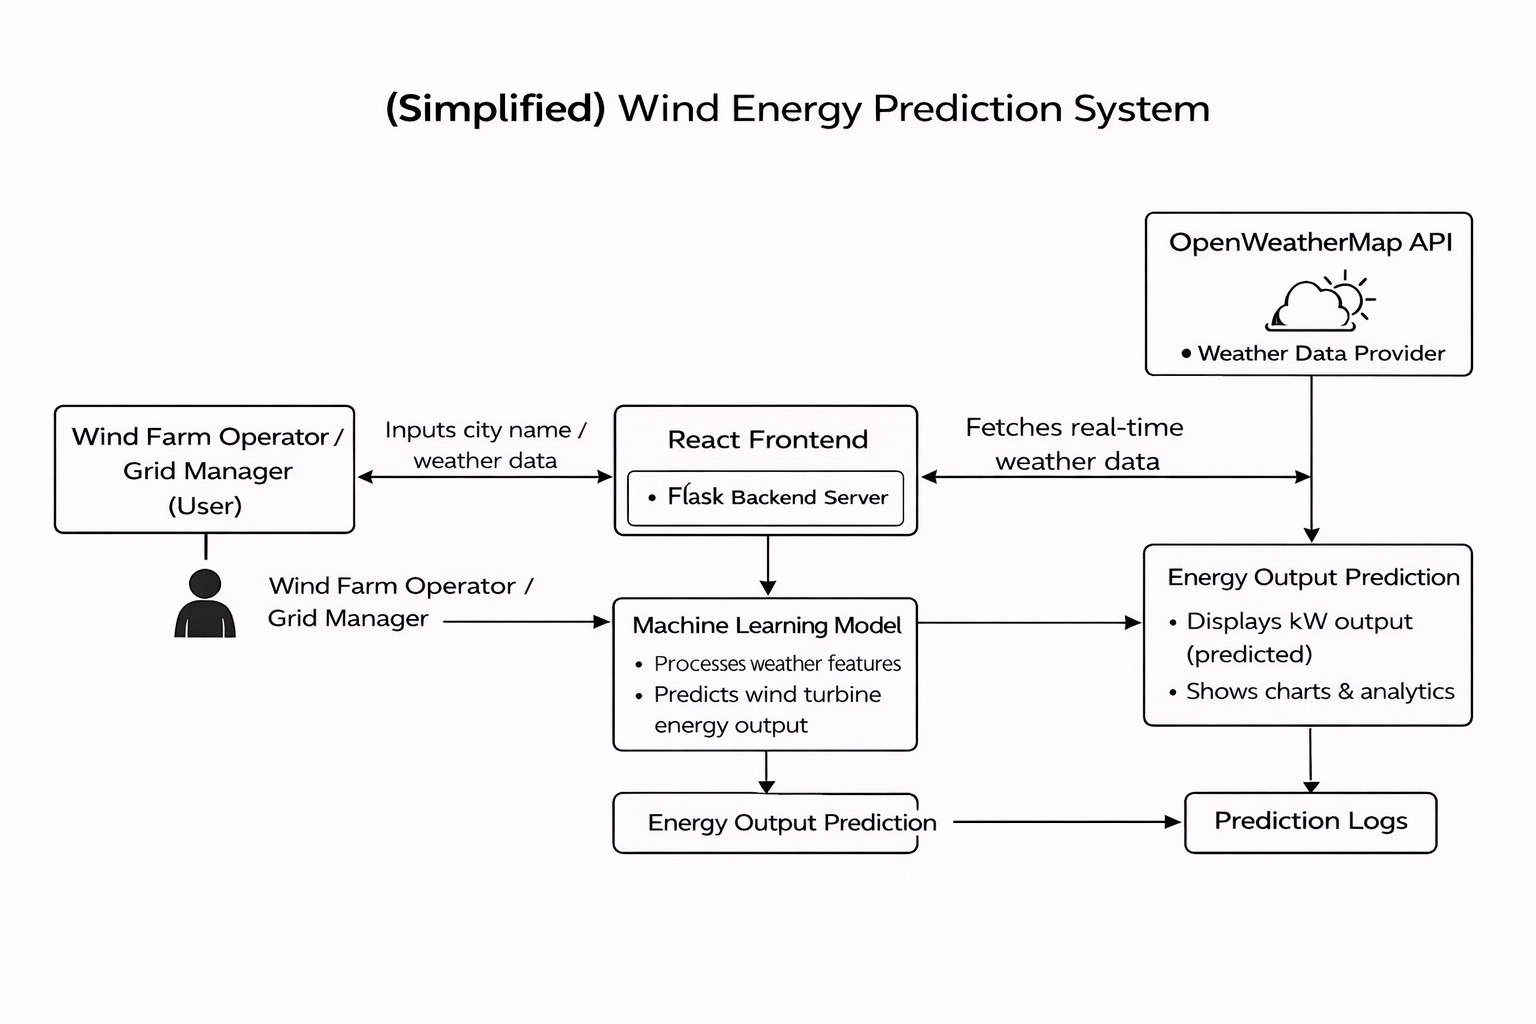 (Simplified) Wind Energy Prediction System
OpenWeatherMap API
• Weather Data Provider
Wind Farm Operator /
Grid Manager
(User)
Inputs city name /
weather data
React Frontend
• Flask Backend Server
Fetches real-time
weather data
Wind Farm Operator /
Grid Manager
Machine Learning Model
• Processes weather features
• Predicts wind turbine
energy output
Energy Output Prediction
• Displays kW output
(predicted)
• Shows charts & analytics
Energy Output Prediction
Prediction Logs